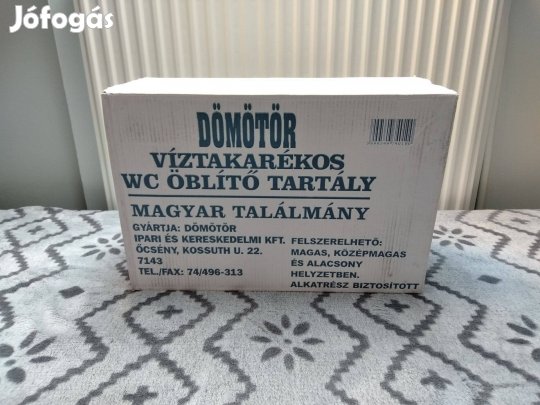 Jófogás
DÖMÖTÖR
VÍZTAKARÉKOS
WC ÖBLÍTŐ TARTÁLY
MAGYAR TALÁLMÁNY
GYÁRTJA: DÖMÖTÖR
IPARI ÉS KERESKEDELMI KFT.
ŐCSÉNY, KOSSUTH U. 22.
7143
TEL./FAX: 74/496-313
FELSZERELHETŐ:
MAGAS, KÖZÉPMAGAS
ÉS ALACSONY
HELYZETBEN.
ALKATRÉSZ BIZTOSÍTOTT